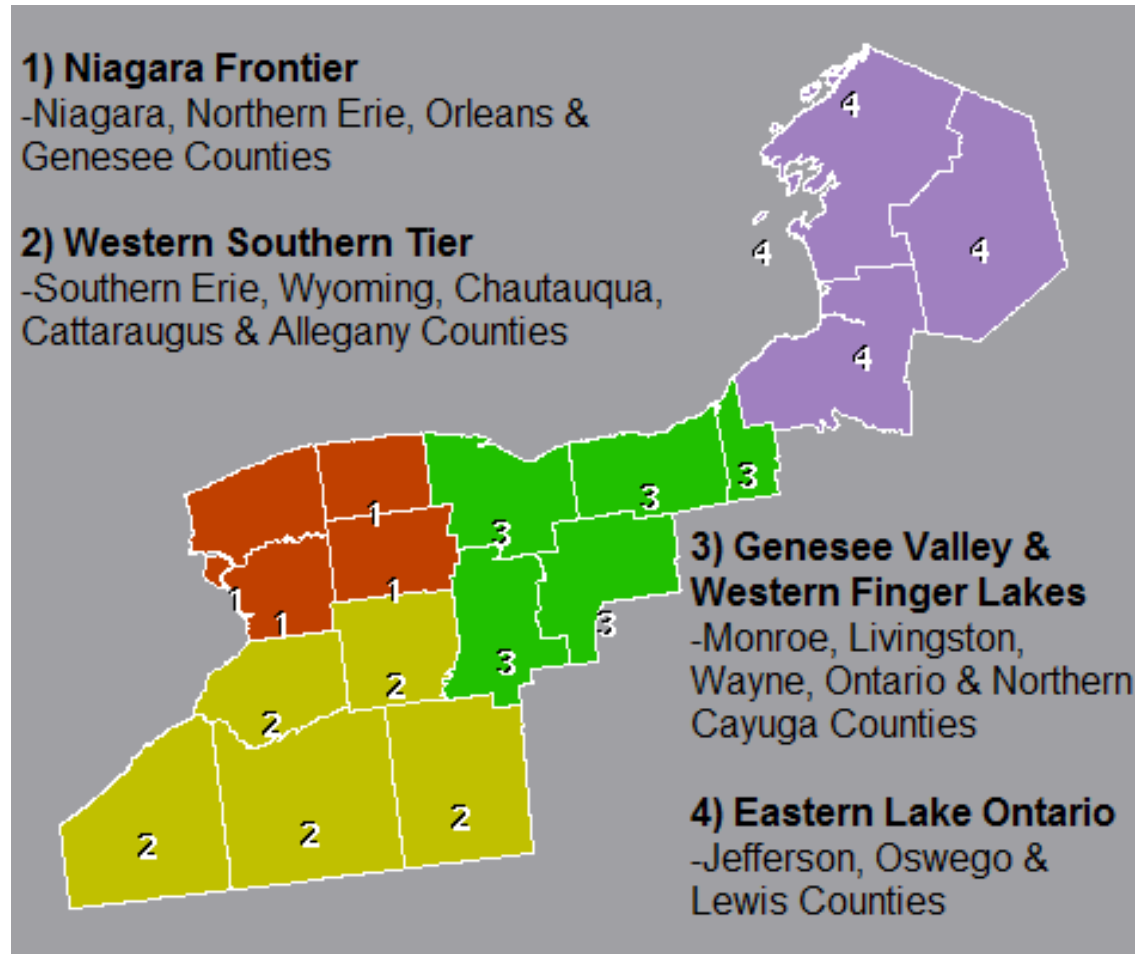 1) Niagara Frontier
-Niagara, Northern Erie, Orleans &
Genesee Counties
2) Western Southern Tier
-Southern Erie, Wyoming, Chautauqua,
Cattaraugus & Allegany Counties
4
4
4
4
1
3
3
3
1
1
1
3
3
2
2
2
2
2
3) Genesee Valley &
Western Finger Lakes
-Monroe, Livingston,
Wayne, Ontario & Northern
Cayuga Counties
4) Eastern Lake Ontario
-Jefferson, Oswego &
Lewis Counties